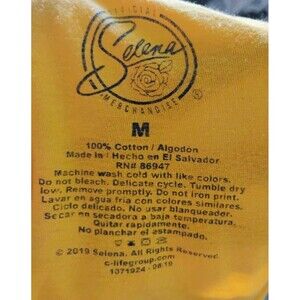 OFFICIAL
Selena
MERCHANDISE ®
M
100% Cotton / Algodon
Made in / Hecho en El Salvador
RN# 86947
Machine wash cold with like colors.
Do not bleach. Delicate cycle. Tumble dry
low. Remove promptly. Do not iron print.
Lavar en agua fria con colores similares.
Ciclo delicado. No usar blanqueador.
Secar en secadora a baja temperatura.
Quitar rapidamente.
No planchar el estampado.
© 2019 Selena. All Rights Reserved.
c-lifegroup.com
1371924 - 0819